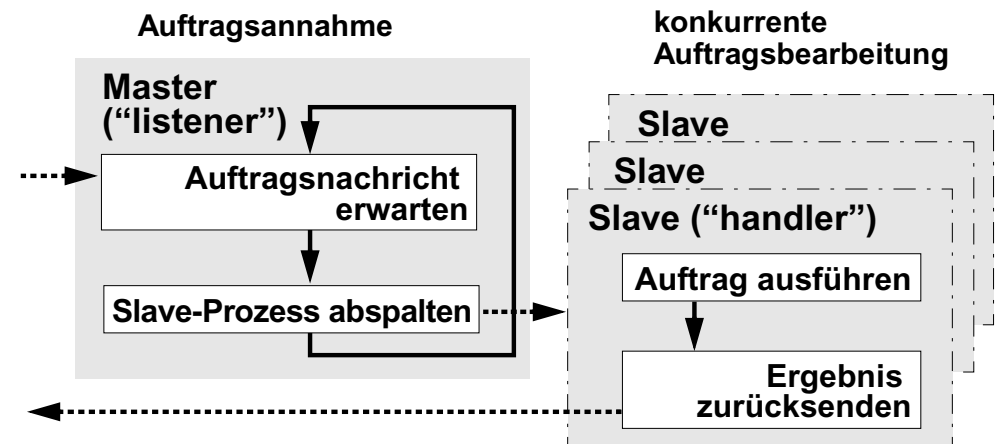 Auftragsannahme
konkurrente
Auftragsbearbeitung
Master
(“listener”)
Auftragsnachricht
erwarten
Slave-Prozess abspalten
Slave
Slave
Slave (“handler”)
Auftrag ausführen
Ergebnis
zurücksenden